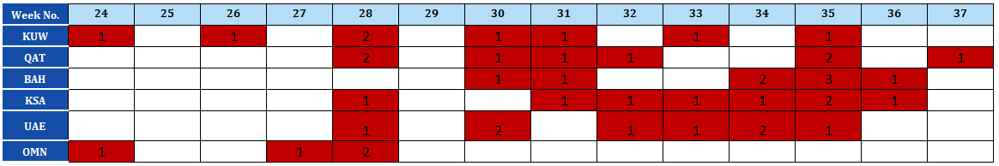 Week No. 24 25 26 27 28 29 30 31 32 33 34 35 36 37
KUW 1 1 2 1 1 1 1
QAT 2 1 1 1 2 1
BAH 1 1 2 3 1
KSA 1 1 1 1 1 2 1
UAE 1 2 1 1 2 1
OMN 1 1 2